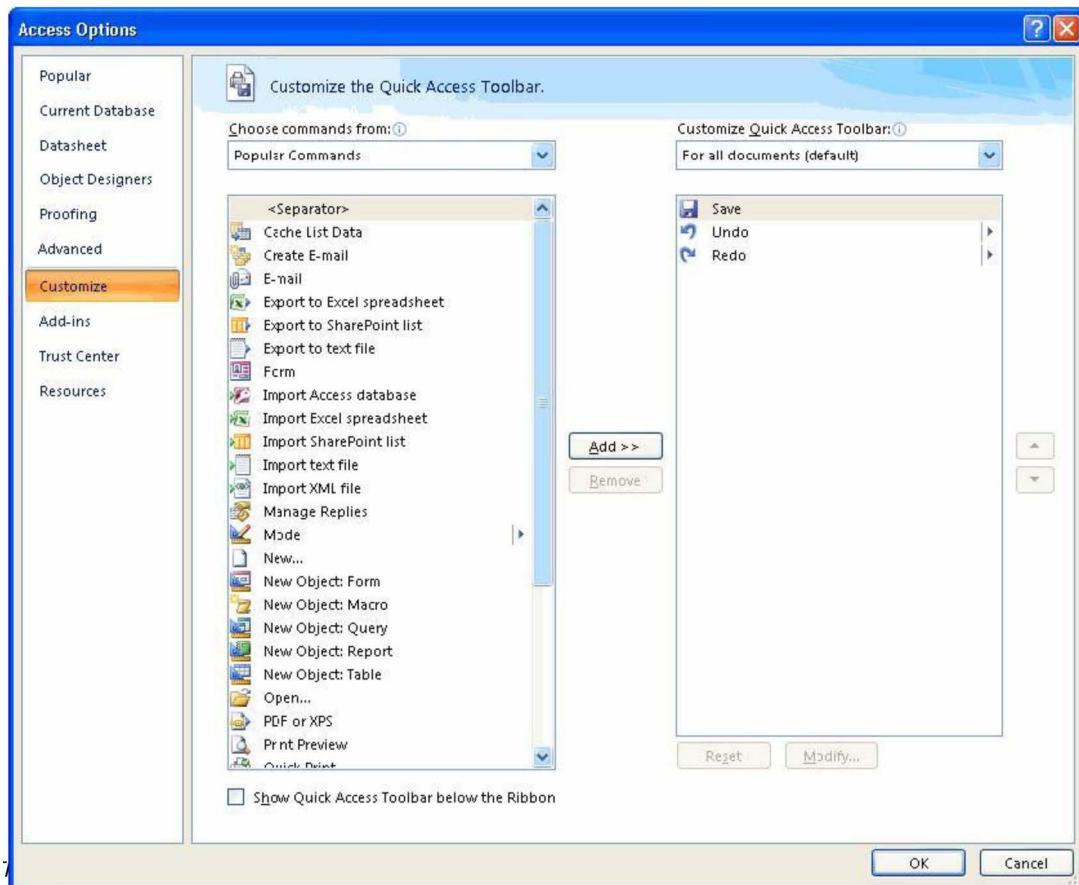 Access Options
Popular
Current Database
Datasheet
Object Designers
Proofing
Advanced
Customize
Add-ins
Trust Center
Resources
Customize the Quick Access Toolbar.
Choose commands from:
Popular Commands
<Separator>
Cache List Data
Create E-mail
E-mail
Export to Excel spreadsheet
Export to SharePoint list
Export to text file
Form
Import Access database
Import Excel spreadsheet
Import SharePoint list
Import text file
Import XML file
Manage Replies
Mode
New...
New Object: Form
New Object: Macro
New Object: Query
New Object: Report
New Object: Table
Open...
PDF or XPS
Print Preview
Quick Print
Show Quick Access Toolbar below the Ribbon
Add >>
Remove
Customize Quick Access Toolbar:
For all documents (default)
Save
Undo
Redo
Reset
Modify...
OK
Cancel